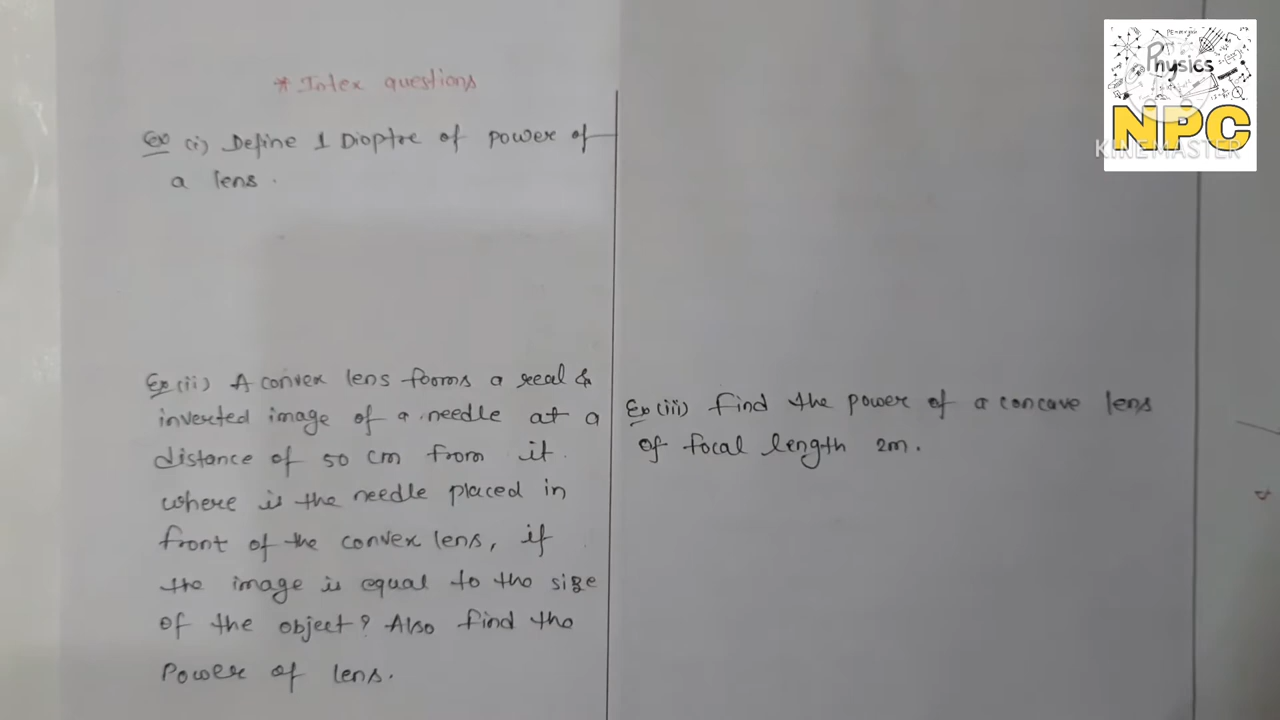 * Intex questions
Ex (i) Define 1 Dioptre of power of
a lens.
Ex (ii) A convex lens forms a real &
inverted image of a needle at a
distance of 50 cm from it.
where is the needle placed in
front of the convex lens, if
the image is equal to the size
of the object? Also find the
Power of lens.
Ex (iii) find the power of a concave lens
of focal length 2m.
Physics
NPC
KINEMASTER